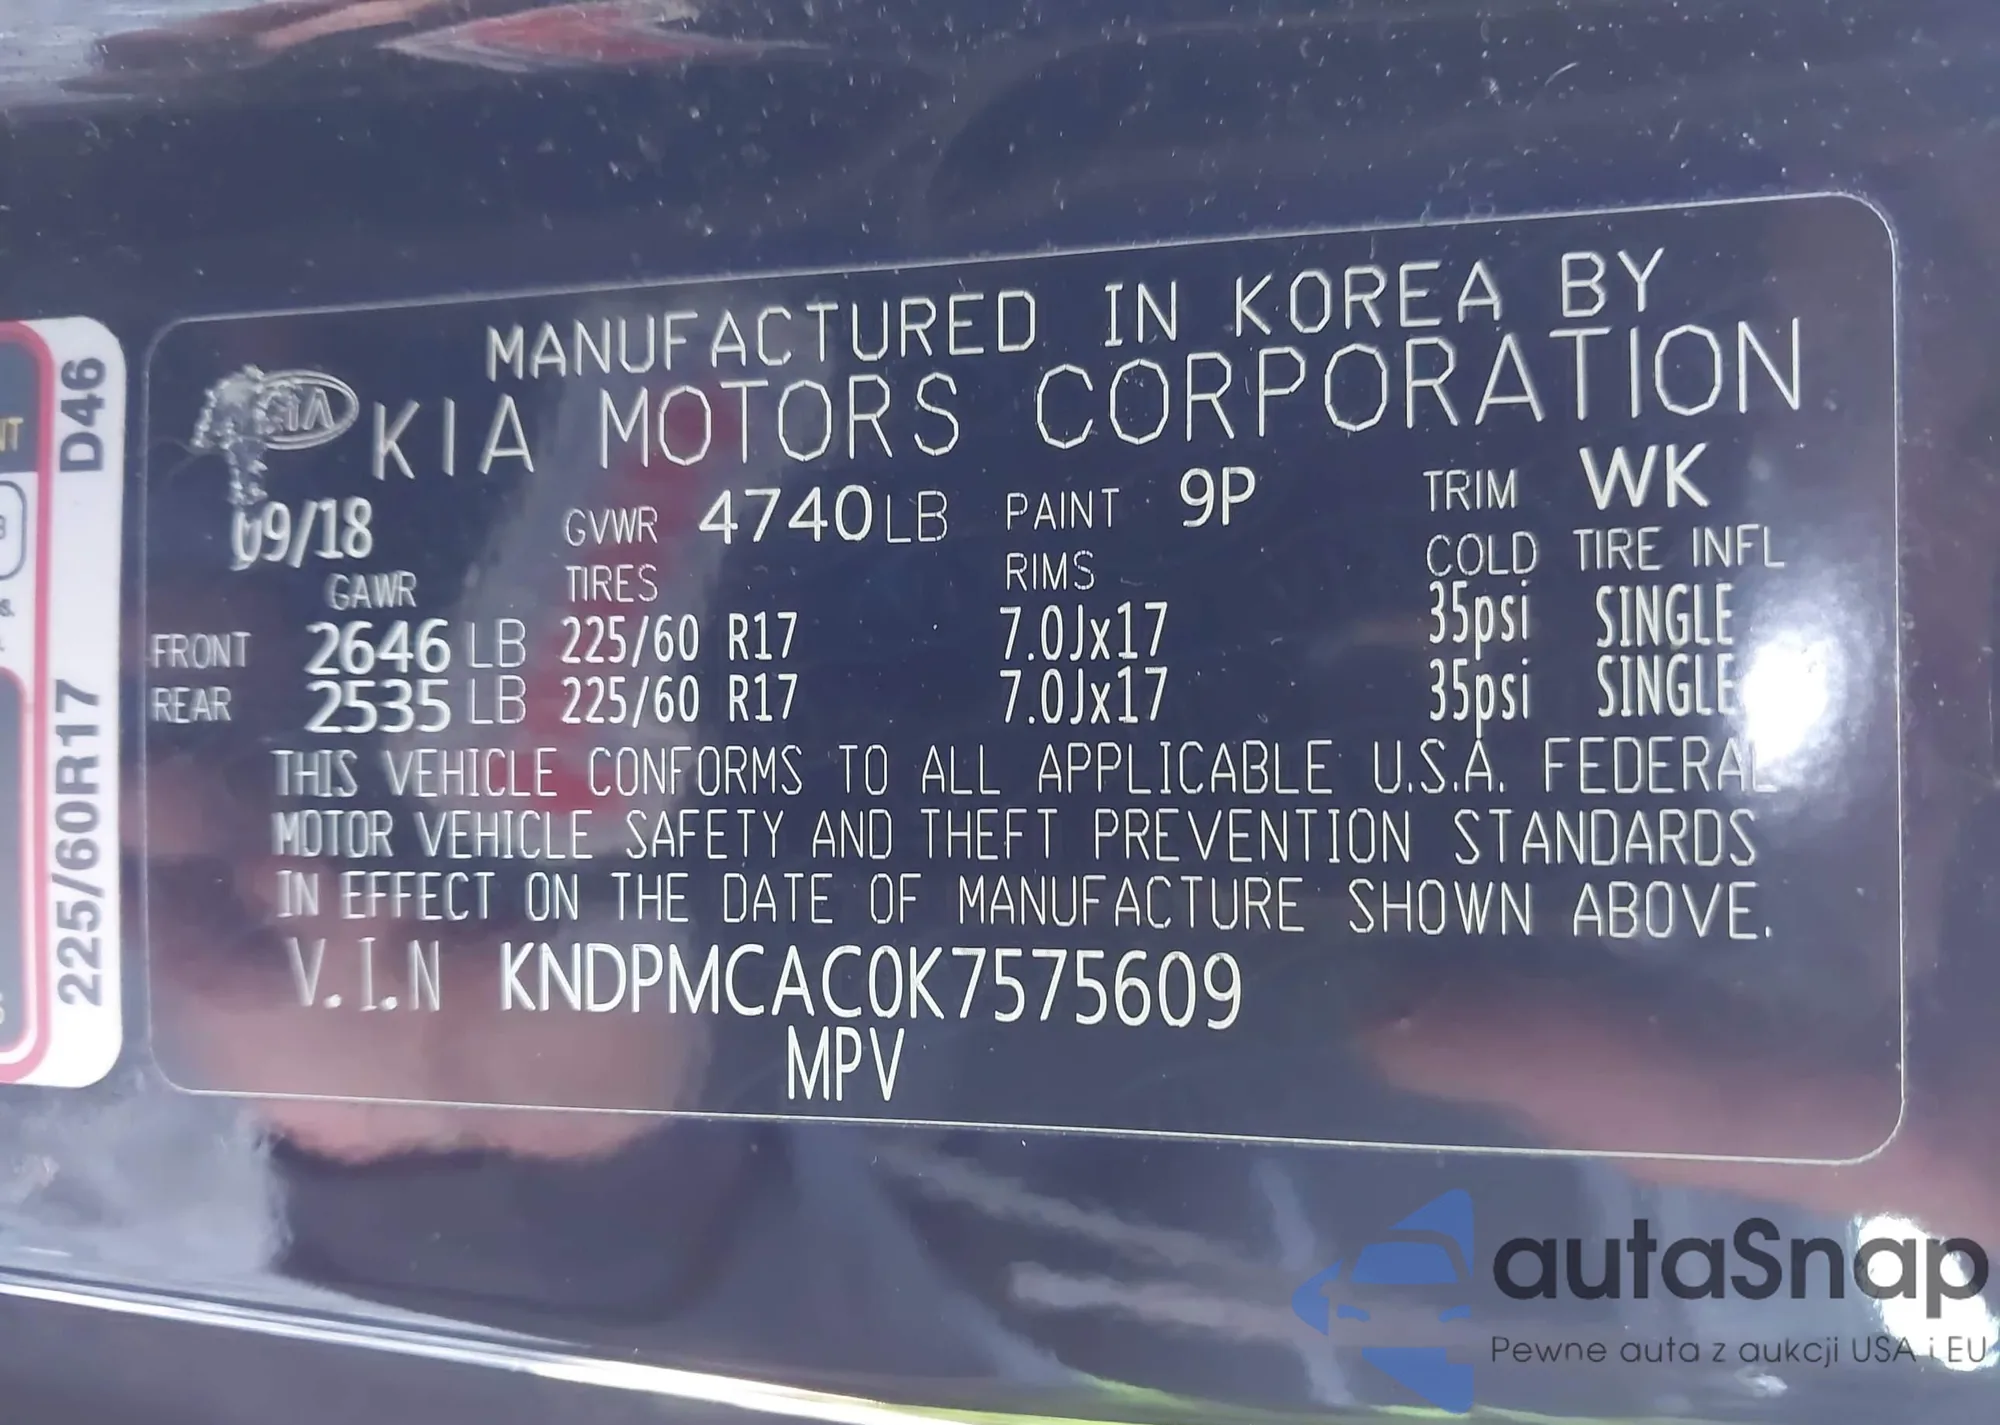 MANUFACTURED IN KOREA BY
KIA KIA MOTORS CORPORATION
09/18 GVWR 4740LB PAINT 9P TRIM WK
GAWR TIRES RIMS COLD TIRE INFL
FRONT 2646 LB 225/60 R17 7.0Jx17 35psi SINGLE
REAR 2535 LB 225/60 R17 7.0Jx17 35psi SINGLE
THIS VEHICLE CONFORMS TO ALL APPLICABLE U.S.A. FEDERAL
MOTOR VEHICLE SAFETY AND THEFT PREVENTION STANDARDS
IN EFFECT ON THE DATE OF MANUFACTURE SHOWN ABOVE.
V.I.N KNDPMCAC0K7575609
MPV
225/60R17 D46
autaSnap
Pewne auta z aukcji USA i EU